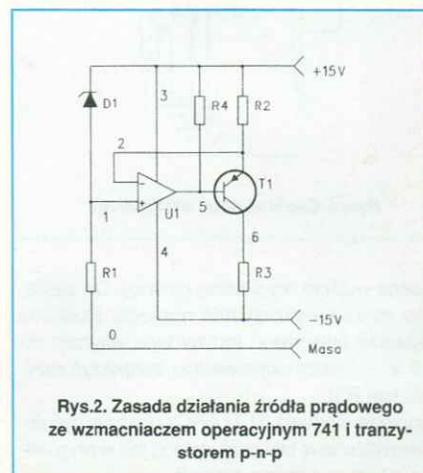 +15V
3
D1
R4
R2
2
T1
-
+
U1
5
1
6
4
R1
R3
-15V
0
Masa
Rys.2. Zasada działania źródła prądowego
ze wzmacniaczem operacyjnym 741 i tranzy-
storem p-n-p